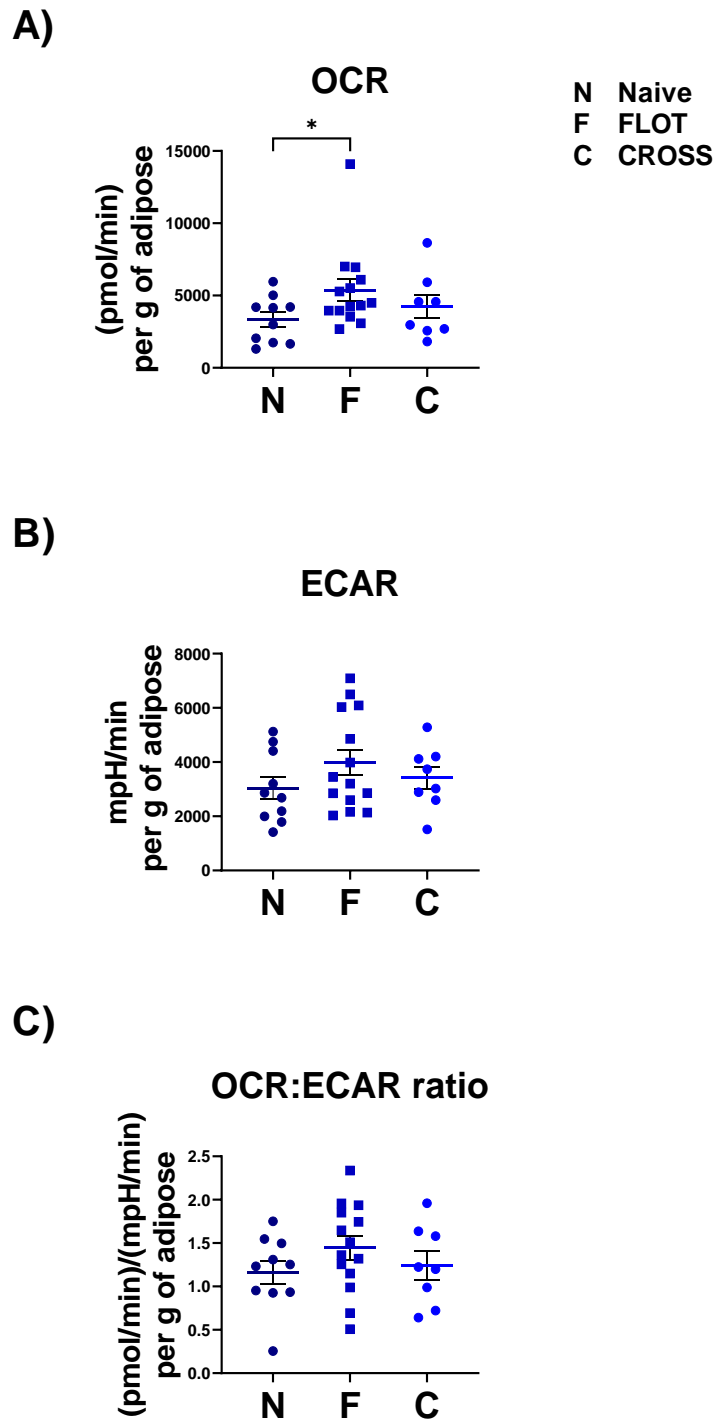 A)
OCR
N Naive
F FLOT
C CROSS
*
(pmol/min)
per g of adipose
15000
10000
5000
0
N F C
B)
ECAR
mpH/min
per g of adipose
8000
6000
4000
2000
0
N F C
C)
OCR:ECAR ratio
(pmol/min)/(mpH/min)
per g of adipose
2.5
2.0
1.5
1.0
0.5
0.0
N F C